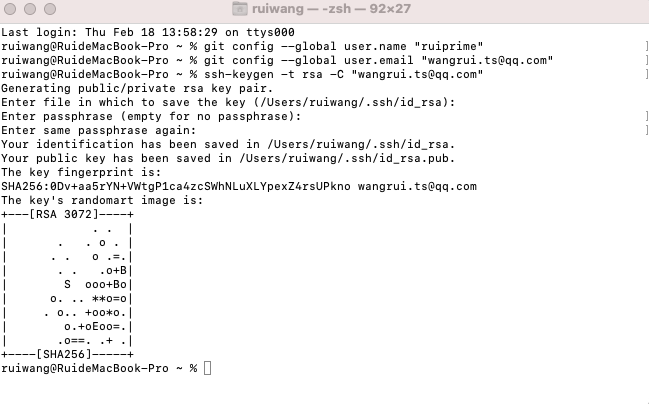 ruiwang — -zsh — 92×27
Last login: Thu Feb 18 13:58:29 on ttys000
ruiwang@RuideMacBook-Pro ~ % git config --global user.name "ruiprime"
ruiwang@RuideMacBook-Pro ~ % git config --global user.email "wangrui.ts@qq.com"
ruiwang@RuideMacBook-Pro ~ % ssh-keygen -t rsa -C "wangrui.ts@qq.com"
Generating public/private rsa key pair.
Enter file in which to save the key (/Users/ruiwang/.ssh/id_rsa):
Enter passphrase (empty for no passphrase):
Enter same passphrase again:
Your identification has been saved in /Users/ruiwang/.ssh/id_rsa.
Your public key has been saved in /Users/ruiwang/.ssh/id_rsa.pub.
The key fingerprint is:
SHA256:0Dv+aa5rYN+VWtgP1ca4zcSWhNLuXLYpexZ4rsUPkno wangrui.ts@qq.com
The key's randomart image is:
+---[RSA 3072]----+
|            . .  |
|       .   . o . |
|      . .   o .=.|
|       . .   .o+B|
|        S  ooo+Bo|
|      o. .. **o=o|
|     . o.. +oo*o.|
|        o.+oEoo=.|
|       .o==. .+ .|
+----[SHA256]-----+
ruiwang@RuideMacBook-Pro ~ %